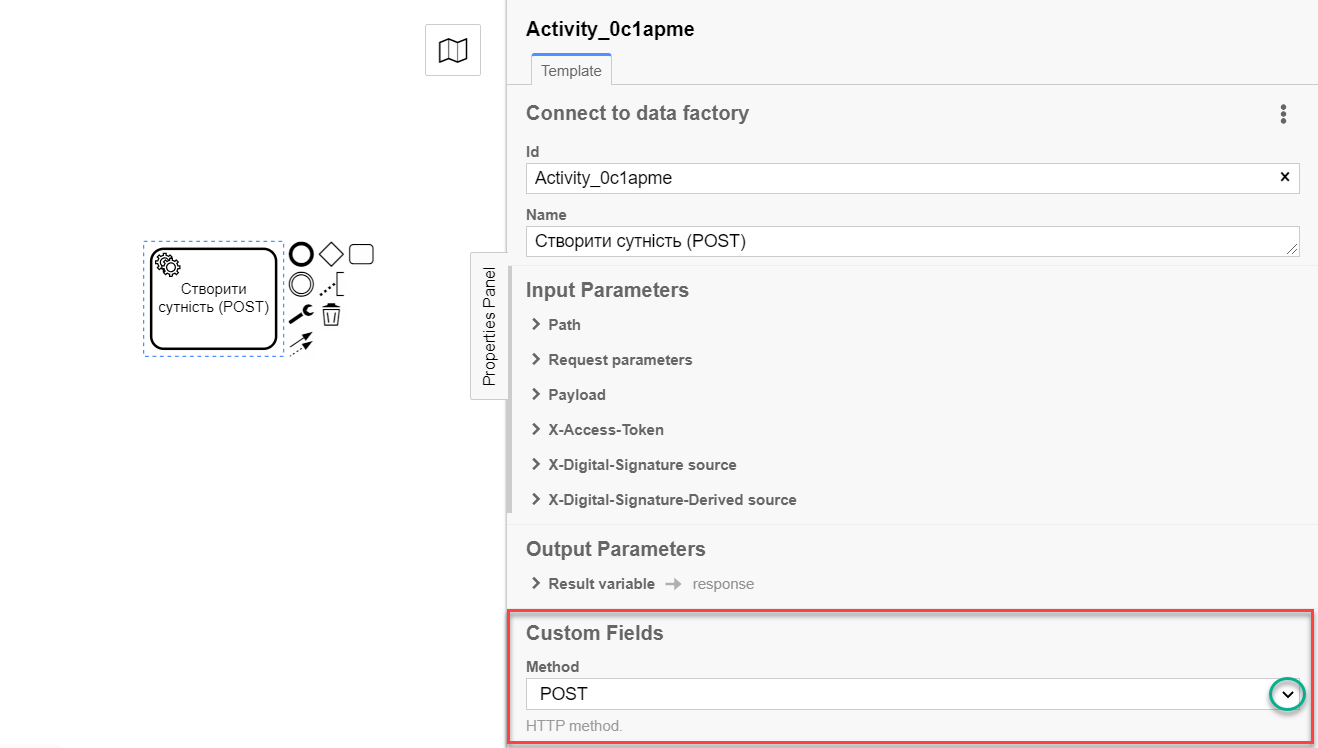 Створити
сутність (POST)
Properties Panel
Activity_0c1apme
Template
Connect to data factory
Id
Activity_0c1apme
Name
Створити сутність (POST)
Input Parameters
Path
Request parameters
Payload
X-Access-Token
X-Digital-Signature source
X-Digital-Signature-Derived source
Output Parameters
Result variable response
Custom Fields
Method
POST
HTTP method.